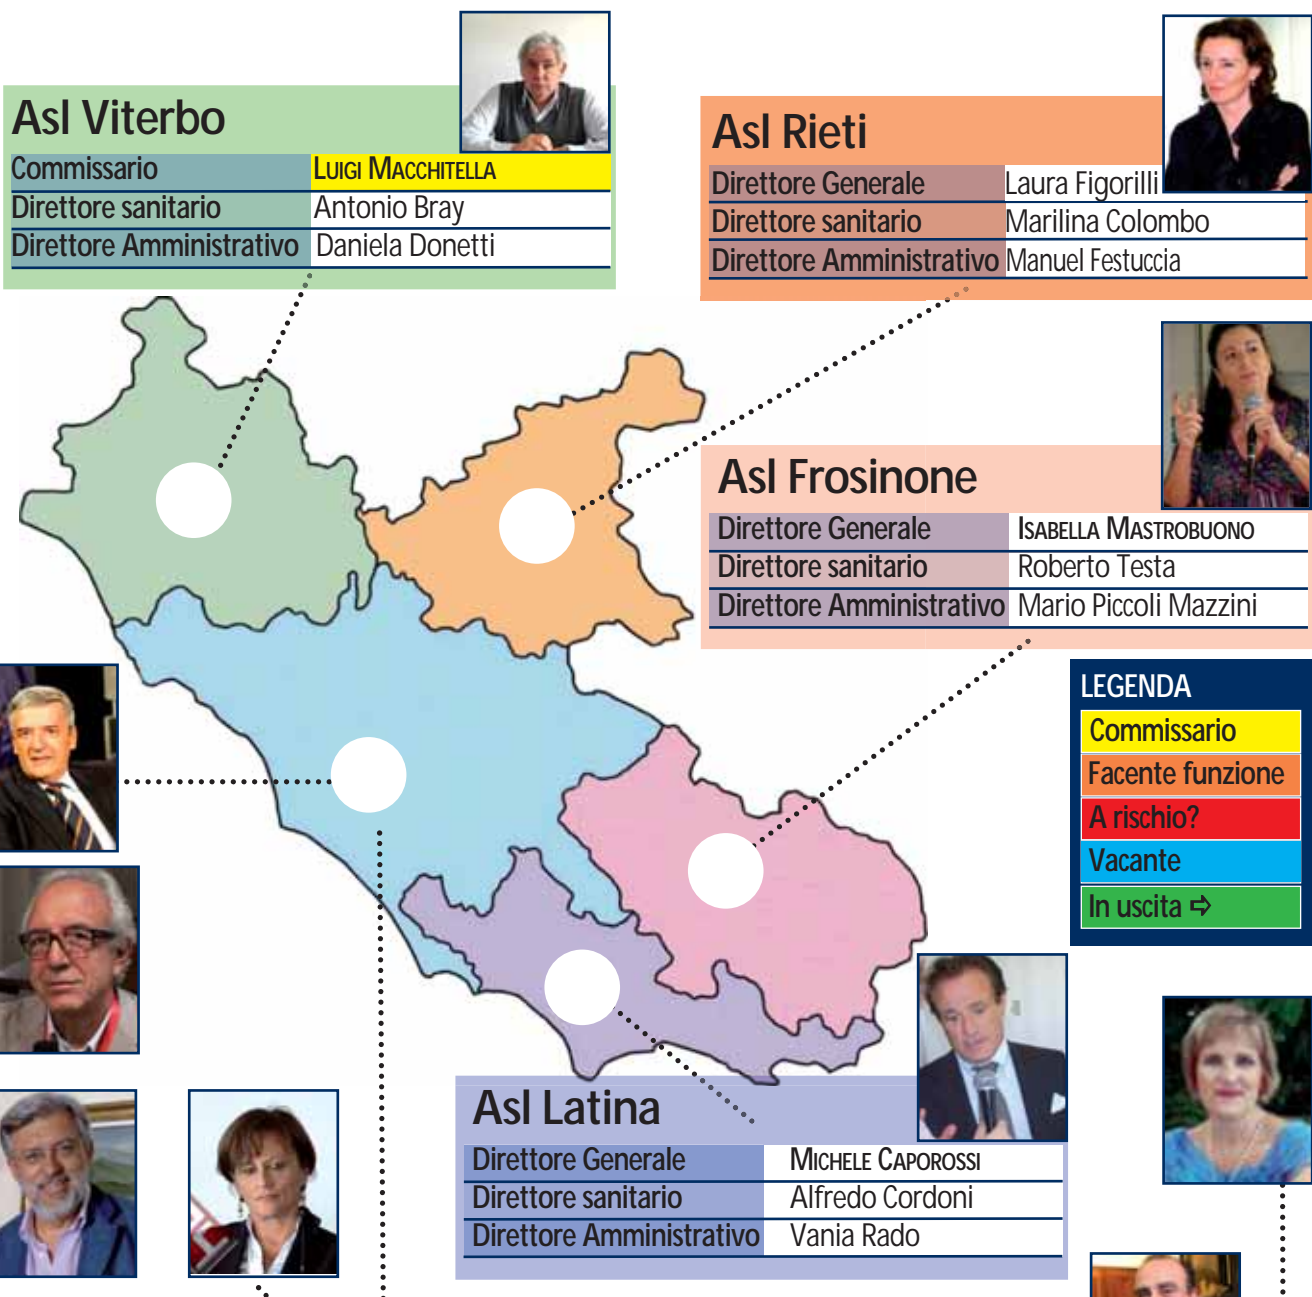 Asl Viterbo
Commissario LUIGI MACCHITELLA
Direttore sanitario Antonio Bray
Direttore Amministrativo Daniela Donetti
Asl Rieti
Direttore Generale Laura Figorilli
Direttore sanitario Marilina Colombo
Direttore Amministrativo Manuel Festuccia
Asl Frosinone
Direttore Generale ISABELLA MASTROBUONO
Direttore sanitario Roberto Testa
Direttore Amministrativo Mario Piccoli Mazzini
LEGENDA
Commissario
Facente funzione
A rischio?
Vacante
In uscita ⇨
Asl Latina
Direttore Generale MICHELE CAPOROSSI
Direttore sanitario Alfredo Cordoni
Direttore Amministrativo Vania Rado